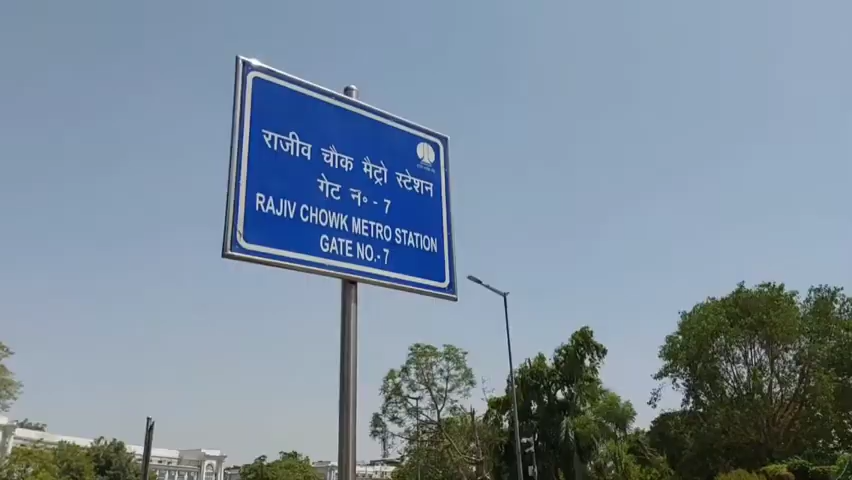 राजीव चौक मैट्रो स्टेशन
गेट न॰ - 7
RAJIV CHOWK METRO STATION
GATE NO.- 7